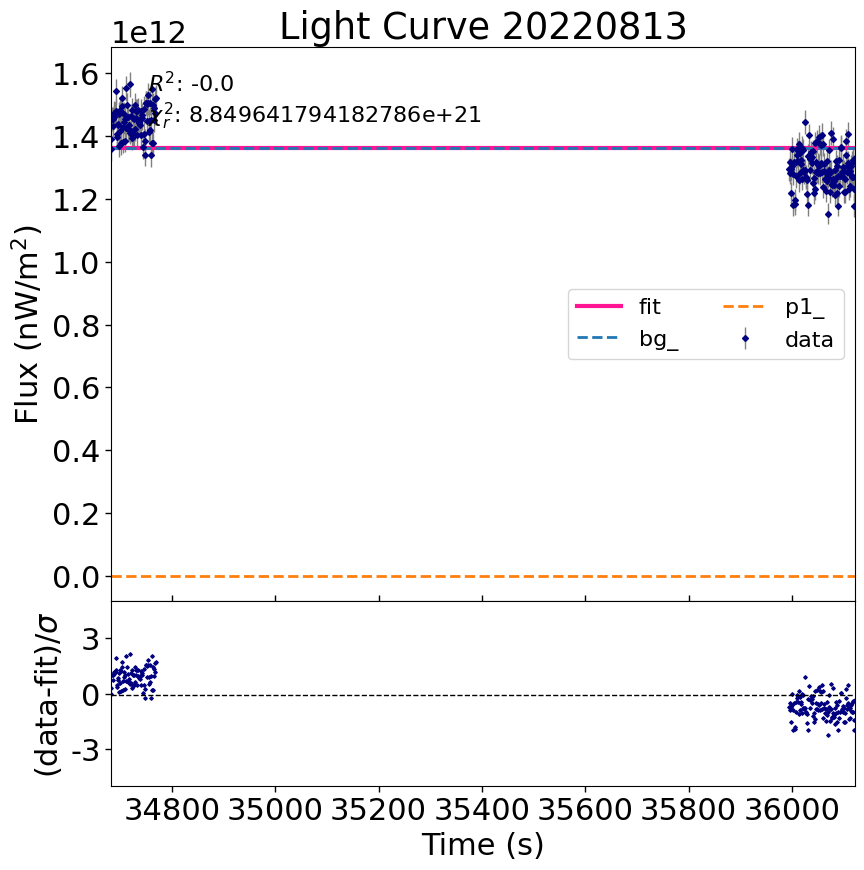 Light Curve 20220813
1e12
R²: -0.0
χ²ᵣ: 8.849641794182786e+21
1.6
1.4
1.2
1.0
0.8
0.6
0.4
0.2
0.0
Flux (nW/m²)
fit
bg_
p1_
data
3
0
-3
(data-fit)/σ
34800 35000 35200 35400 35600 35800 36000
Time (s)